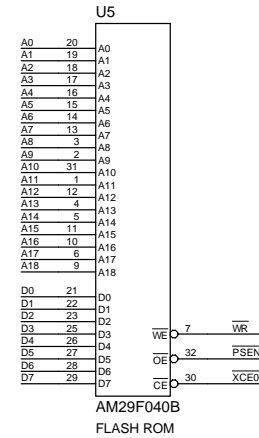 U5
A0 20 A0
A1 19 A1
A2 18 A2
A3 17 A3
A4 16 A4
A5 15 A5
A6 14 A6
A7 13 A7
A8 3 A8
A9 2 A9
A10 31 A10
A11 1 A11
A12 12 A12
A13 4 A13
A14 5 A14
A15 11 A15
A16 10 A16
A17 6 A17
A18 9 A18
D0 21 D0
D1 22 D1
D2 23 D2
D3 25 D3
D4 26 D4
D5 27 D5
D6 28 D6
D7 29 D7
WE 7 WR
OE 32 PSEN
CE 30 XCE0
AM29F040B
FLASH ROM